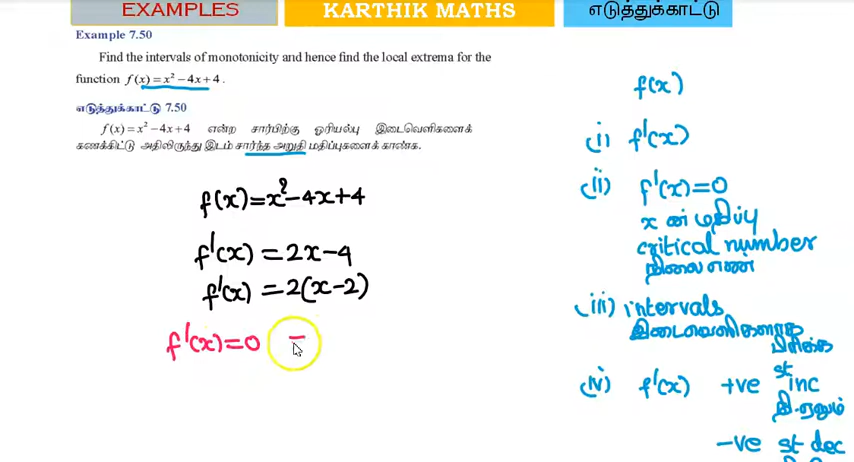 EXAMPLES
KARTHIK MATHS
எடுத்துக்காட்டு
Example 7.50
Find the intervals of monotonicity and hence find the local extrema for the
function f(x) = x² − 4x + 4 .
எடுத்துக்காட்டு 7.50
f(x) = x² − 4x + 4 என்ற சார்பிற்கு ஓரியல்பு இடைவெளிகளைக்
கணக்கிட்டு அதிலிருந்து இடம் சார்ந்த அறுதி மதிப்புகளைக் காண்க.
f(x) = x² − 4x + 4
f'(x) = 2x − 4
f'(x) = 2(x − 2)
f'(x) = 0
f(x)
(i) f'(x)
(ii) f'(x) = 0
x ன் மதிப்பு
critical number
நிலை எண்
(iii) intervals
இடைவெளிகளாக
பிரிக்க
(iv) f'(x) +ve st inc
தி. ஏறும்
−ve st dec